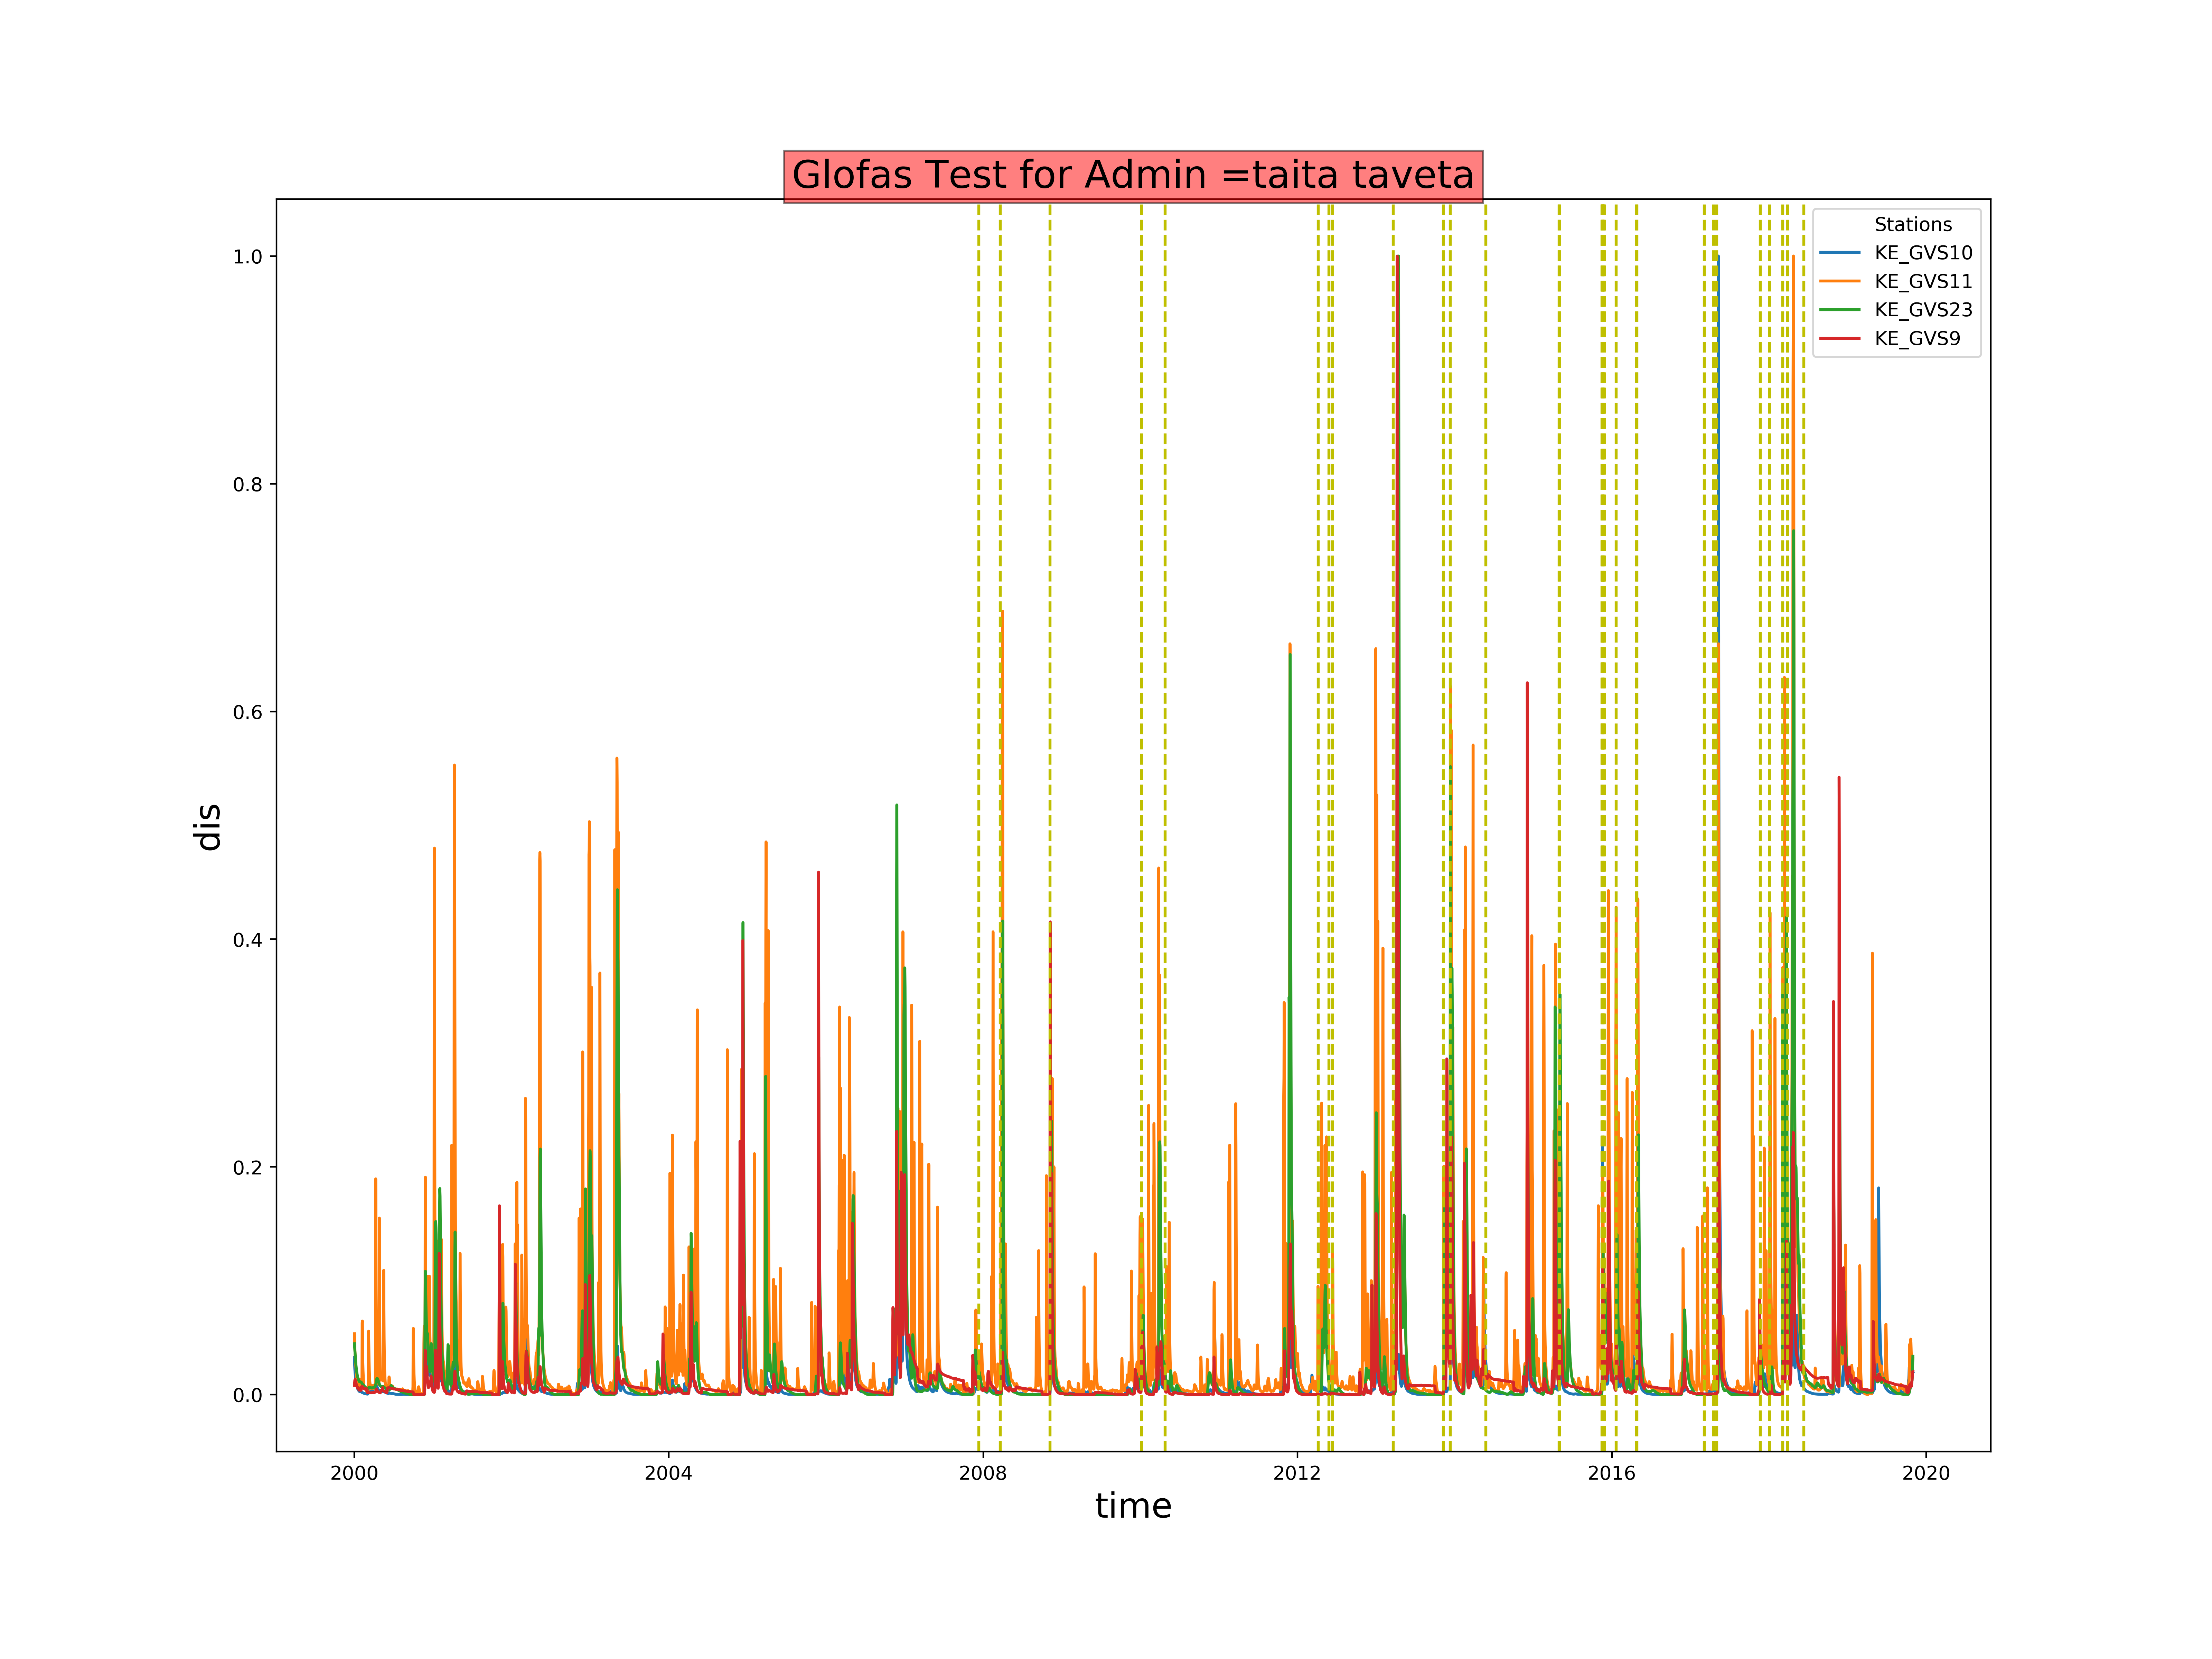 Glofas Test for Admin =taita taveta
Stations
KE_GVS10
KE_GVS11
KE_GVS23
KE_GVS9
1.0
0.8
0.6
0.4
0.2
0.0
dis
2000 2004 2008 2012 2016 2020
time